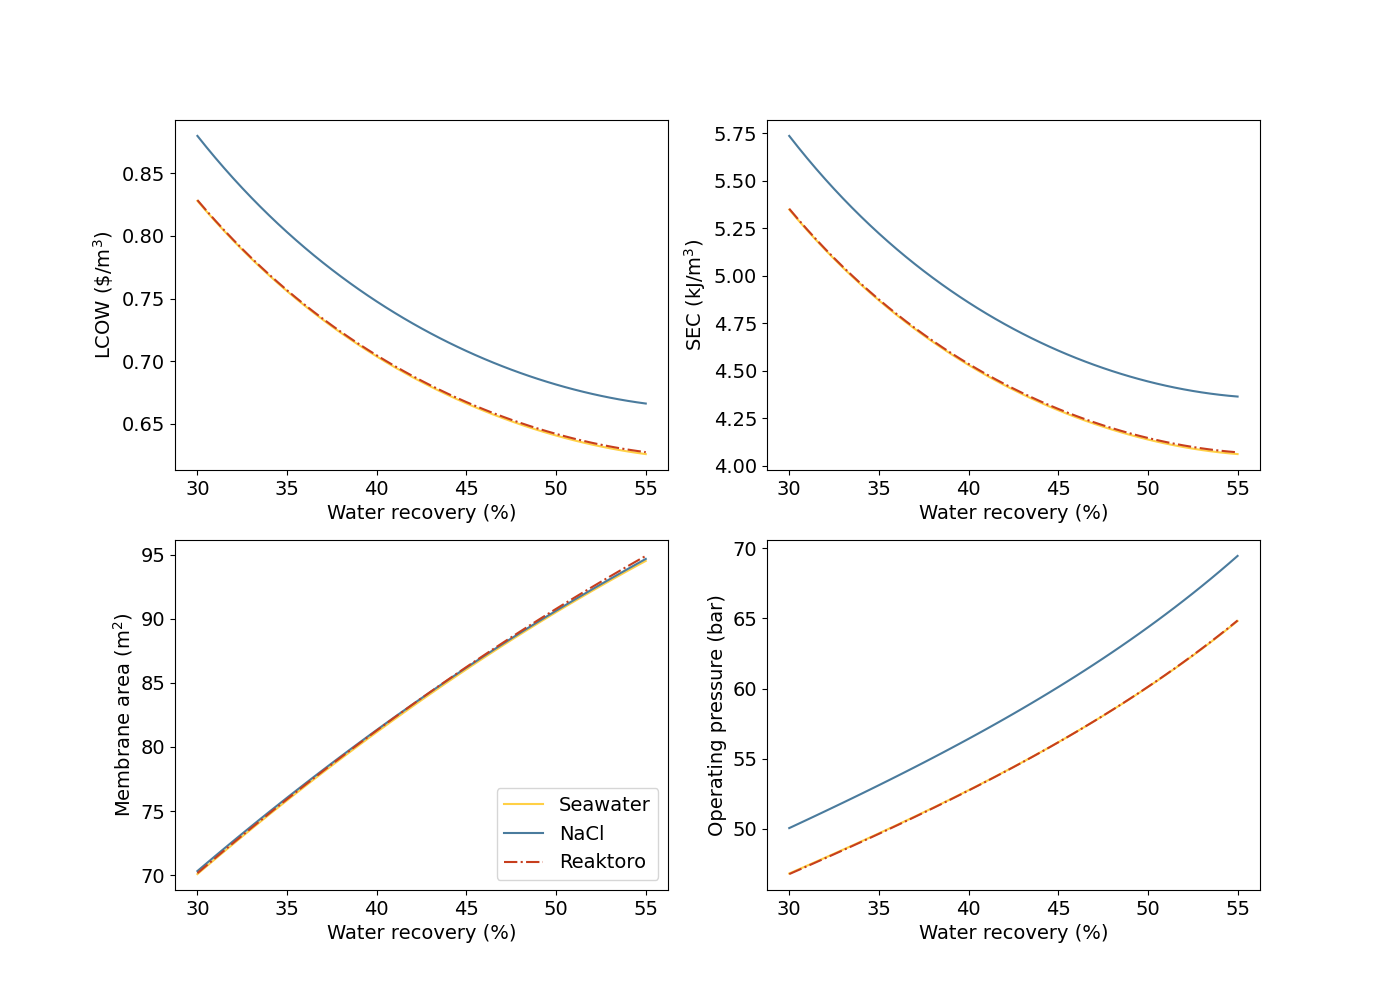 LCOW ($/m³)
0.85
0.80
0.75
0.70
0.65
30 35 40 45 50 55
Water recovery (%)
SEC (kJ/m³)
5.75
5.50
5.25
5.00
4.75
4.50
4.25
4.00
30 35 40 45 50 55
Water recovery (%)
Membrane area (m²)
95
90
85
80
75
70
Seawater
NaCl
Reaktoro
30 35 40 45 50 55
Water recovery (%)
Operating pressure (bar)
70
65
60
55
50
30 35 40 45 50 55
Water recovery (%)